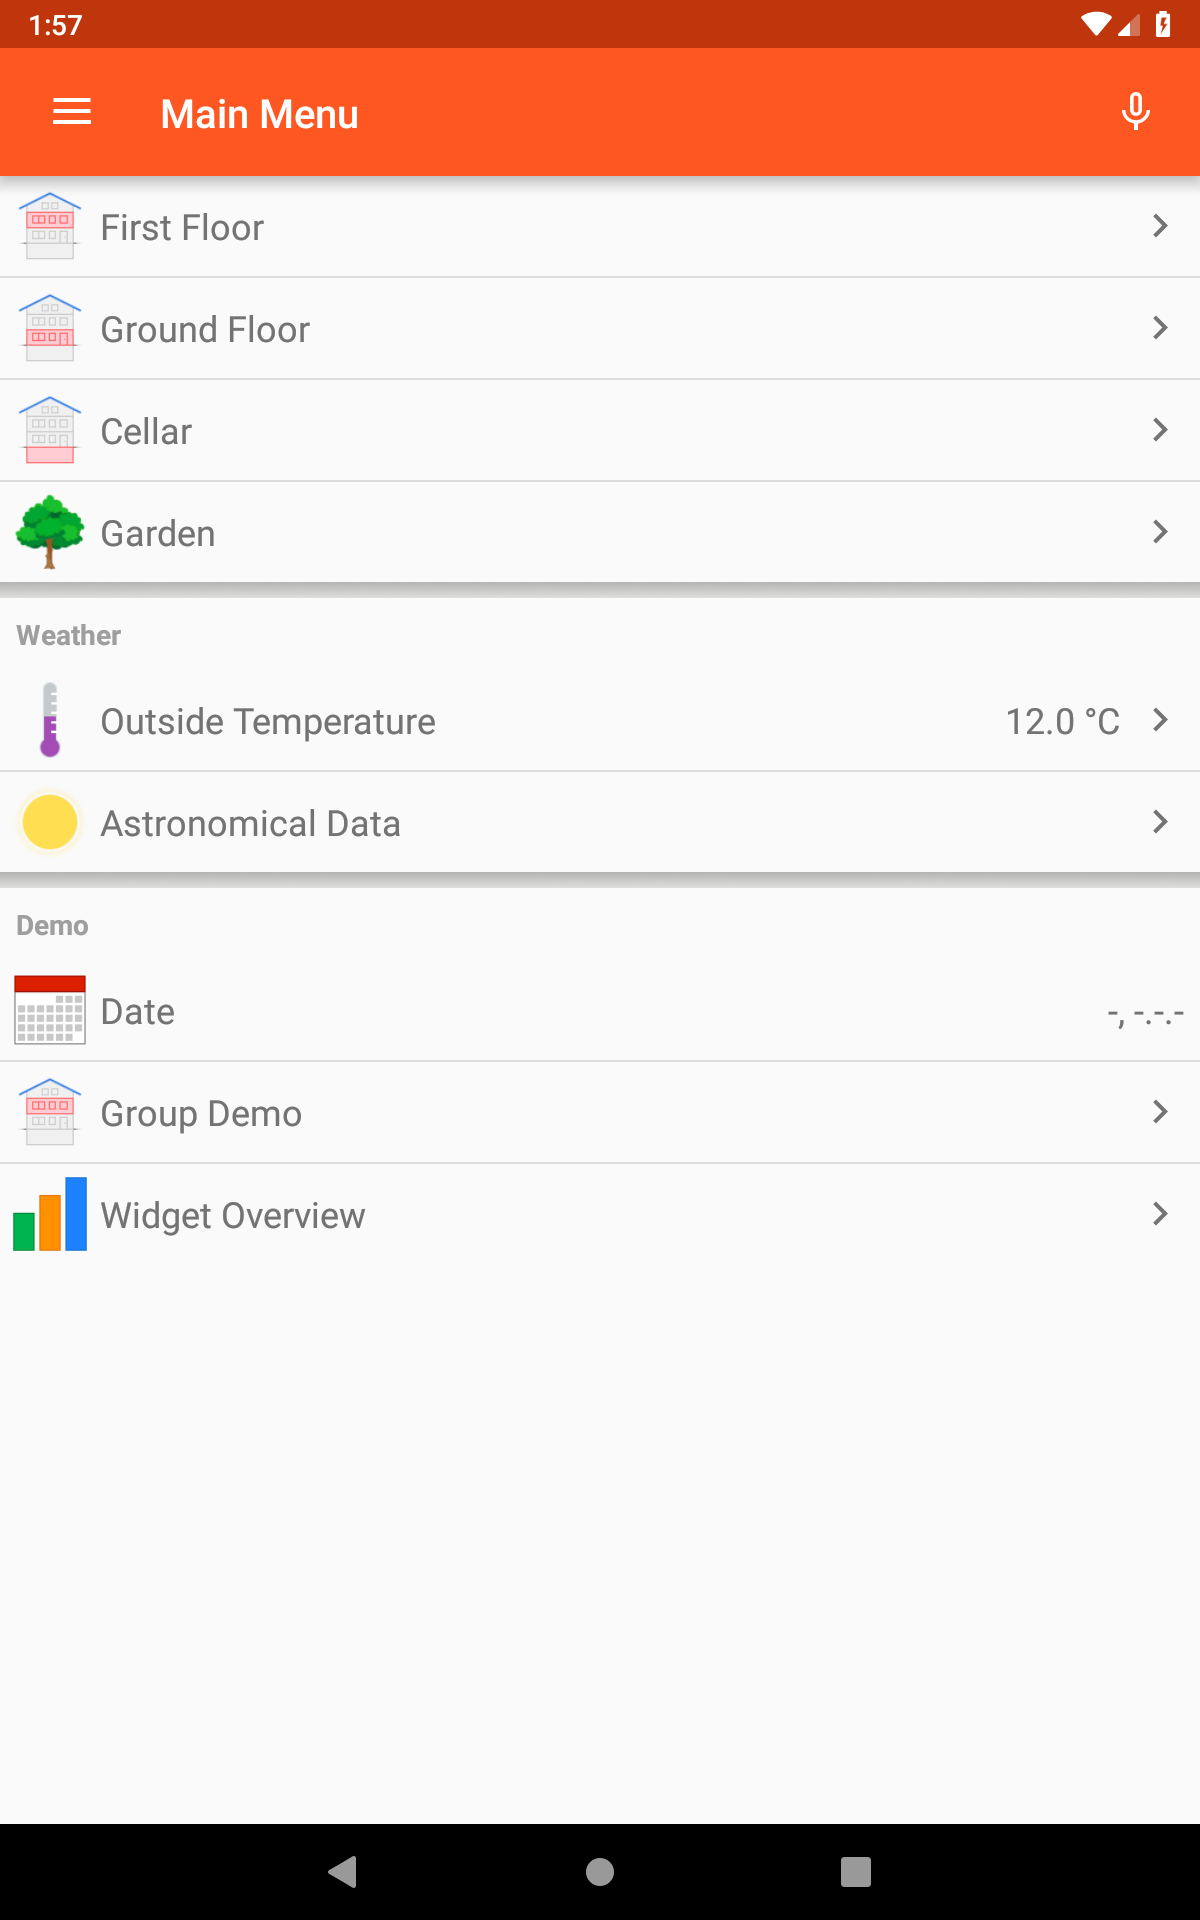 1:57
Main Menu
First Floor
Ground Floor
Cellar
Garden
Weather
Outside Temperature 12.0 °C
Astronomical Data
Demo
Date -, -.-.-
Group Demo
Widget Overview